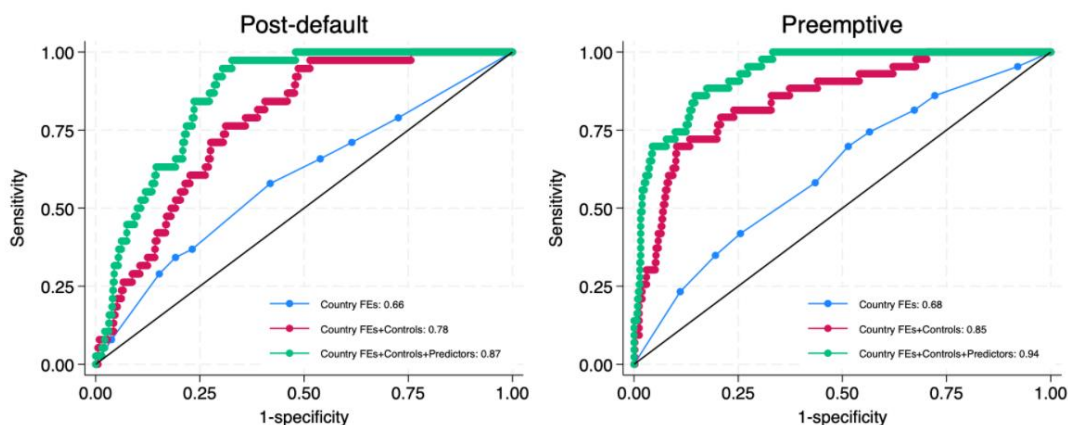 Post-default
1.00
0.75
0.50
0.25
0.00
Sensitivity
Country FEs: 0.66
Country FEs+Controls: 0.78
Country FEs+Controls+Predictors: 0.87
0.00 0.25 0.50 0.75 1.00
1-specificity
Preemptive
1.00
0.75
0.50
0.25
0.00
Sensitivity
Country FEs: 0.68
Country FEs+Controls: 0.85
Country FEs+Controls+Predictors: 0.94
0.00 0.25 0.50 0.75 1.00
1-specificity